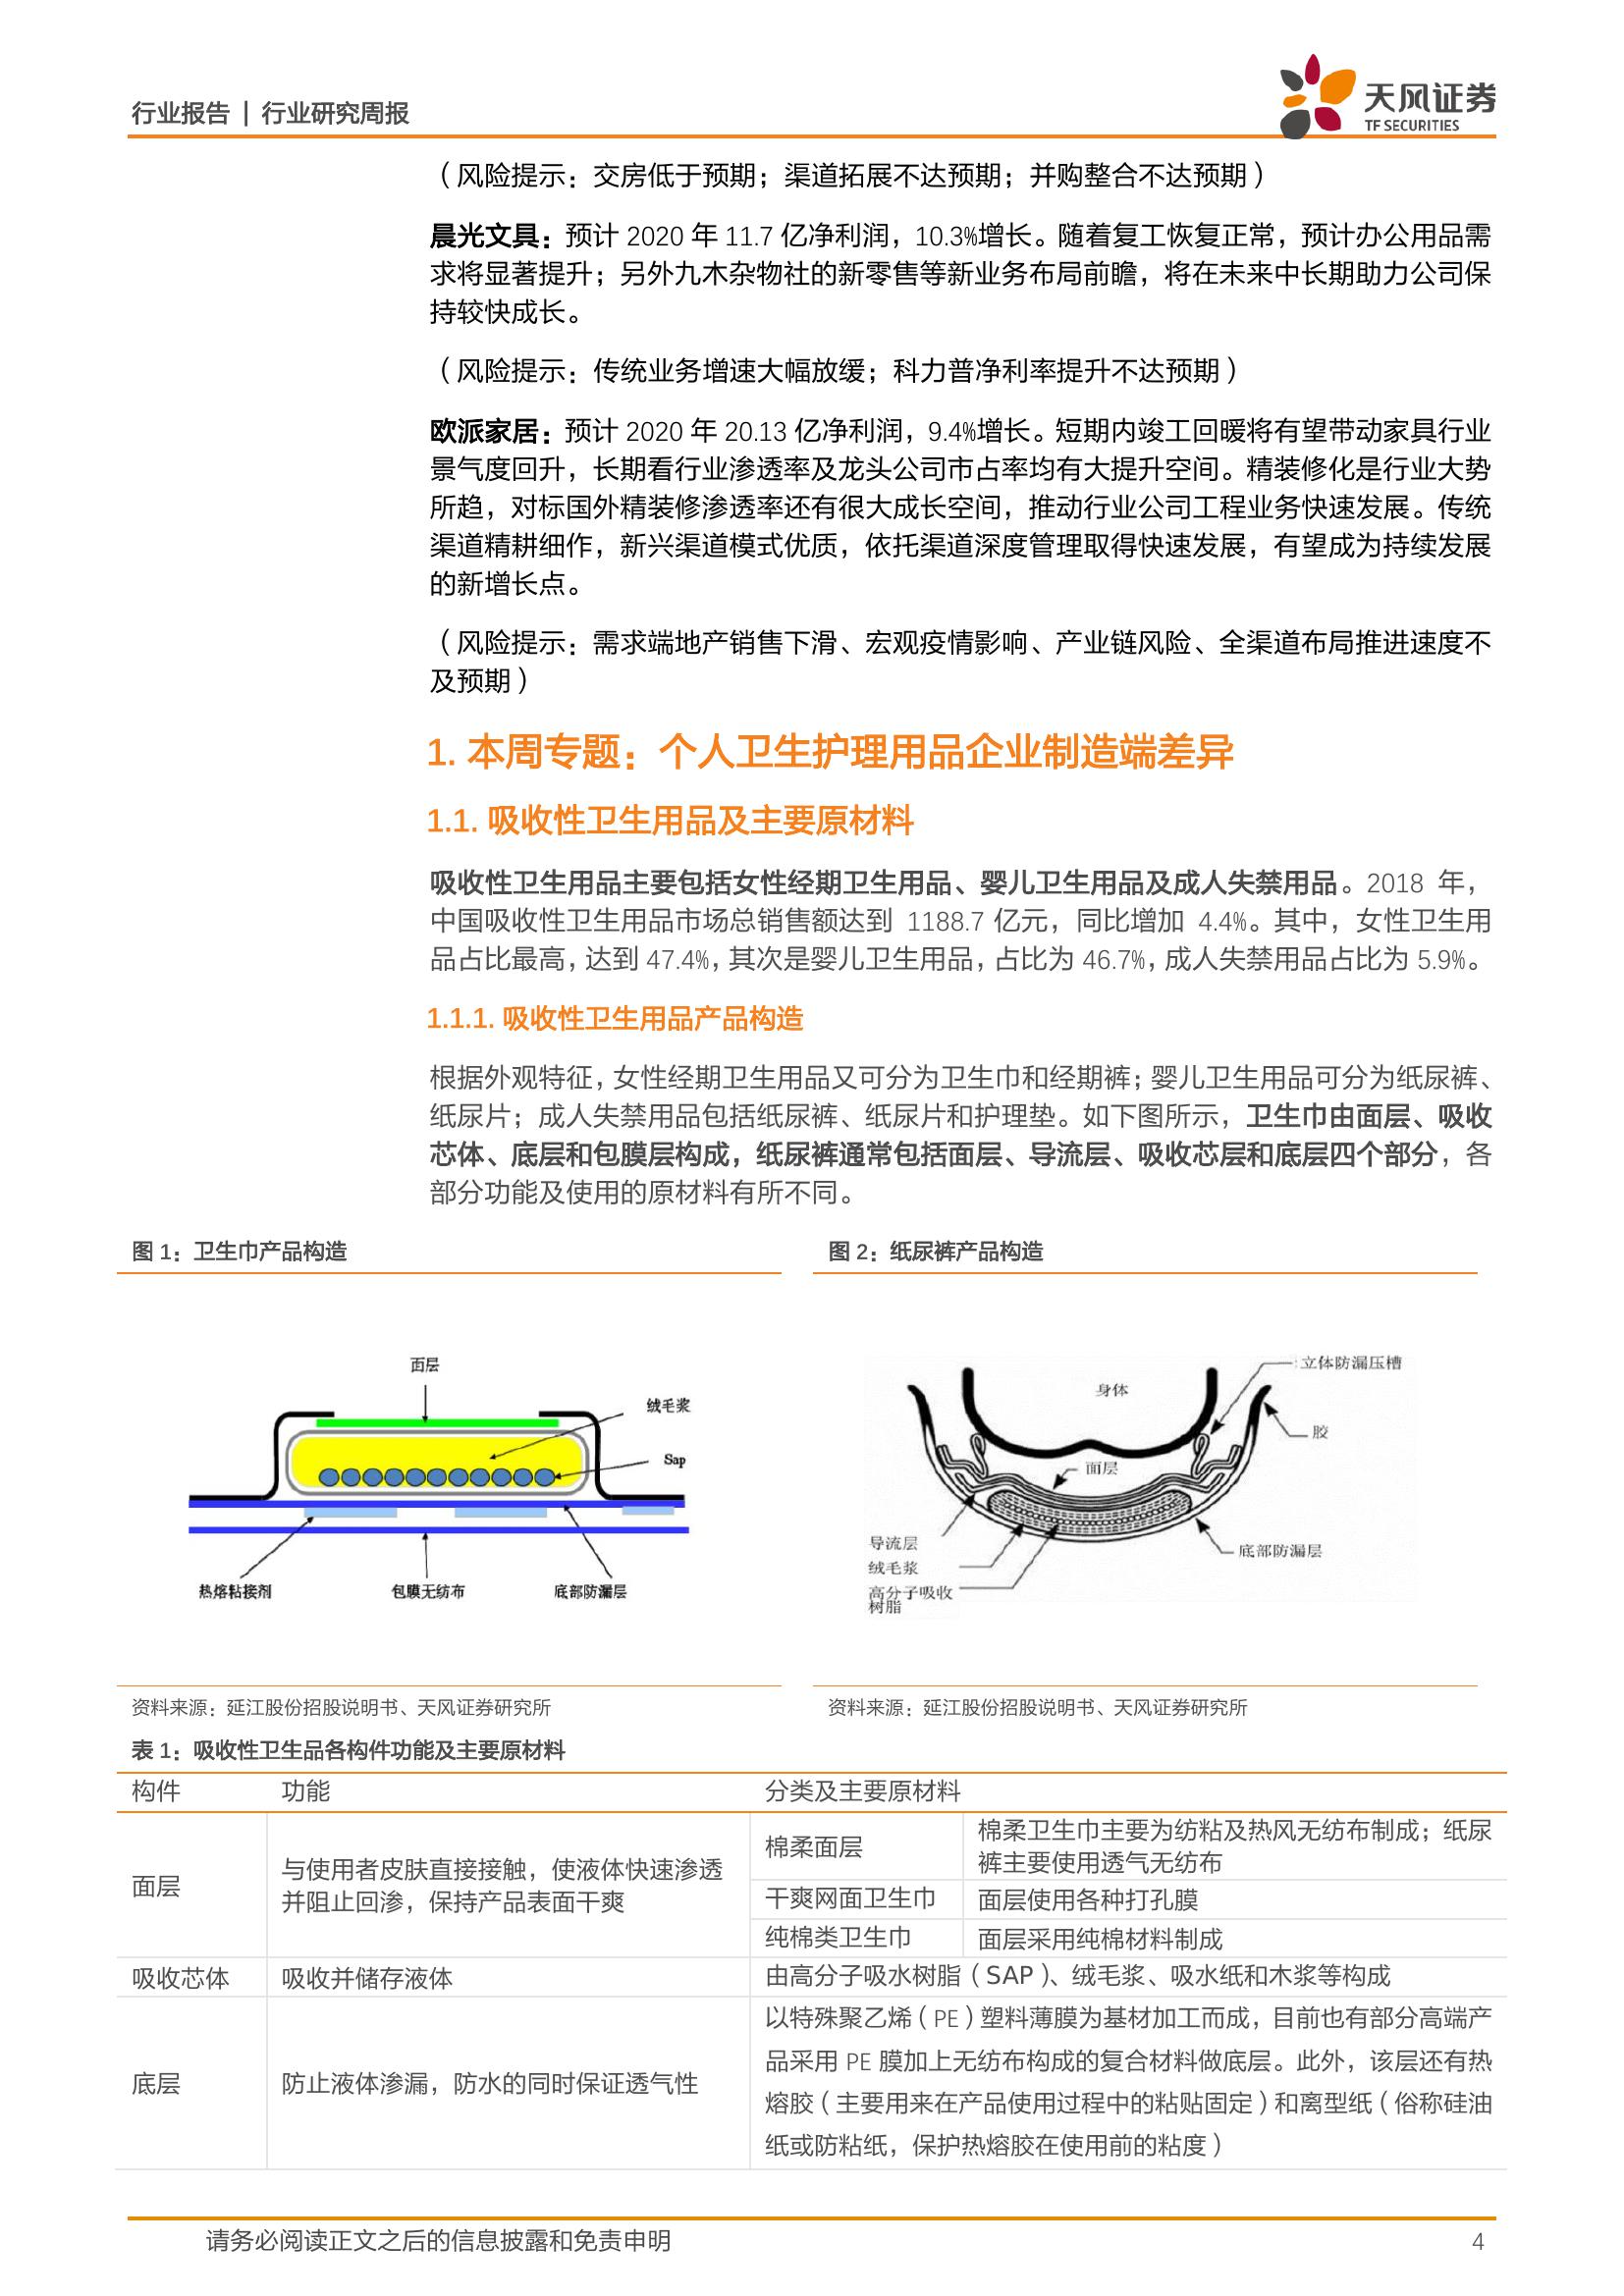 行业报告 | 行业研究周报
天风证券
TF SECURITIES
（风险提示：交房低于预期；渠道拓展不达预期；并购整合不达预期）
晨光文具：预计 2020 年 11.7 亿净利润，10.3%增长。随着复工恢复正常，预计办公用品需
求将显著提升；另外九木杂物社的新零售等新业务布局前瞻，将在未来中长期助力公司保
持较快成长。
（风险提示：传统业务增速大幅放缓；科力普净利率提升不达预期）
欧派家居：预计 2020 年 20.13 亿净利润，9.4%增长。短期内竣工回暖将有望带动家具行业
景气度回升，长期看行业渗透率及龙头公司市占率均有大提升空间。精装修化是行业大势
所趋，对标国外精装修渗透率还有很大成长空间，推动行业公司工程业务快速发展。传统
渠道精耕细作，新兴渠道模式优质，依托渠道深度管理取得快速发展，有望成为持续发展
的新增长点。
（风险提示：需求端地产销售下滑、宏观疫情影响、产业链风险、全渠道布局推进速度不
及预期）
1. 本周专题：个人卫生护理用品企业制造端差异
1.1. 吸收性卫生用品及主要原材料
吸收性卫生用品主要包括女性经期卫生用品、婴儿卫生用品及成人失禁用品。2018 年，
中国吸收性卫生用品市场总销售额达到 1188.7 亿元，同比增加 4.4%。其中，女性卫生用
品占比最高，达到 47.4%，其次是婴儿卫生用品，占比为 46.7%，成人失禁用品占比为 5.9%。
1.1.1. 吸收性卫生用品产品构造
根据外观特征，女性经期卫生用品又可分为卫生巾和经期裤；婴儿卫生用品可分为纸尿裤、
纸尿片；成人失禁用品包括纸尿裤、纸尿片和护理垫。如下图所示，卫生巾由面层、吸收
芯体、底层和包膜层构成，纸尿裤通常包括面层、导流层、吸收芯层和底层四个部分，各
部分功能及使用的原材料有所不同。
图 1：卫生巾产品构造
面层
绒毛浆
Sap
热熔粘接剂
包膜无纺布
底部防漏层
资料来源：延江股份招股说明书、天风证券研究所
图 2：纸尿裤产品构造
立体防漏压槽
身体
胶
面层
导流层
绒毛浆
高分子吸收
树脂
底部防漏层
资料来源：延江股份招股说明书、天风证券研究所
表 1：吸收性卫生品各构件功能及主要原材料
构件 功能 分类及主要原材料
面层
与使用者皮肤直接接触，使液体快速渗透
并阻止回渗，保持产品表面干爽
棉柔面层
棉柔卫生巾主要为纺粘及热风无纺布制成；纸尿
裤主要使用透气无纺布
干爽网面卫生巾 面层使用各种打孔膜
纯棉类卫生巾 面层采用纯棉材料制成
吸收芯体 吸收并储存液体 由高分子吸水树脂（SAP）、绒毛浆、吸水纸和木浆等构成
底层
防止液体渗漏，防水的同时保证透气性
以特殊聚乙烯（PE）塑料薄膜为基材加工而成，目前也有部分高端产
品采用 PE 膜加上无纺布构成的复合材料做底层。此外，该层还有热
熔胶（主要用来在产品使用过程中的粘贴固定）和离型纸（俗称硅油
纸或防粘纸，保护热熔胶在使用前的粘度）
请务必阅读正文之后的信息披露和免责申明 4